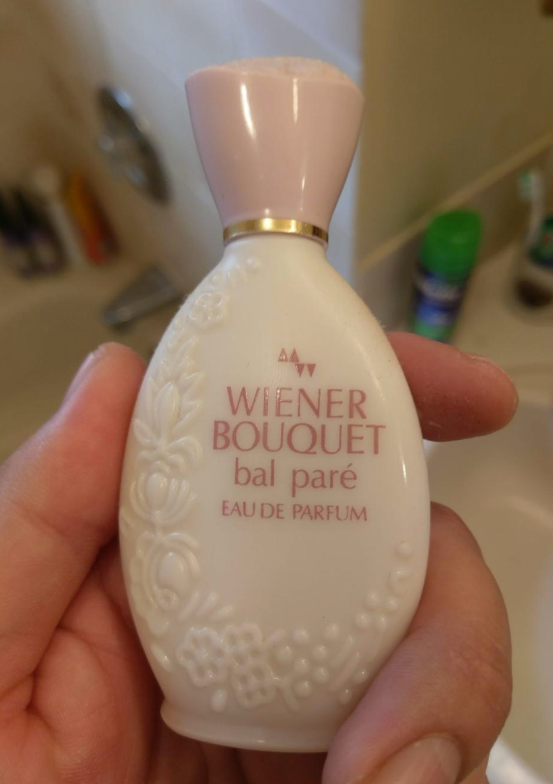 WIENER
BOUQUET
bal paré
EAU DE PARFUM